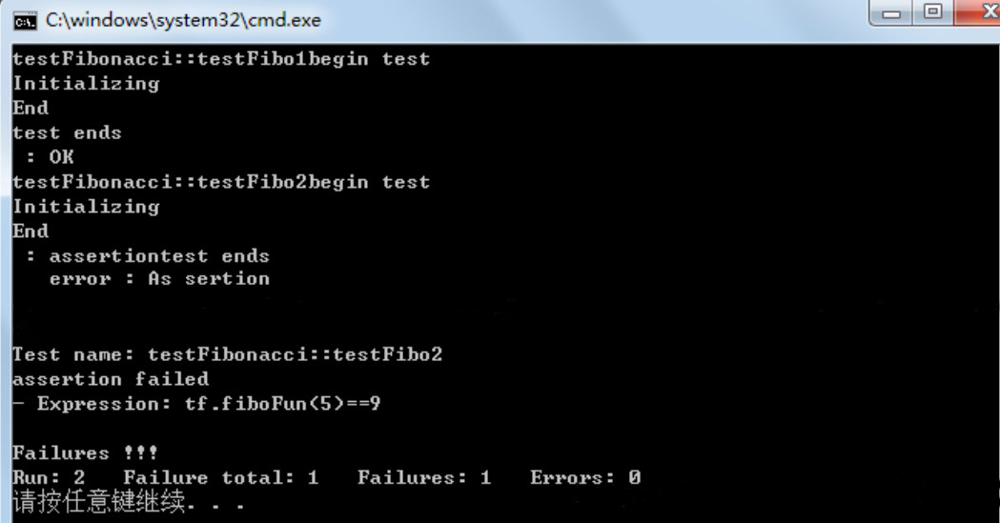 C:\windows\system32\cmd.exe
testFibonacci::testFibo1begin test
Initializing
End
test ends
 : OK
testFibonacci::testFibo2begin test
Initializing
End
 : assertiontest ends
   error : As sertion
Test name: testFibonacci::testFibo2
assertion failed
- Expression: tf.fiboFun(5)==9
Failures !!!
Run: 2   Failure total: 1   Failures: 1   Errors: 0
请按任意键继续. . .